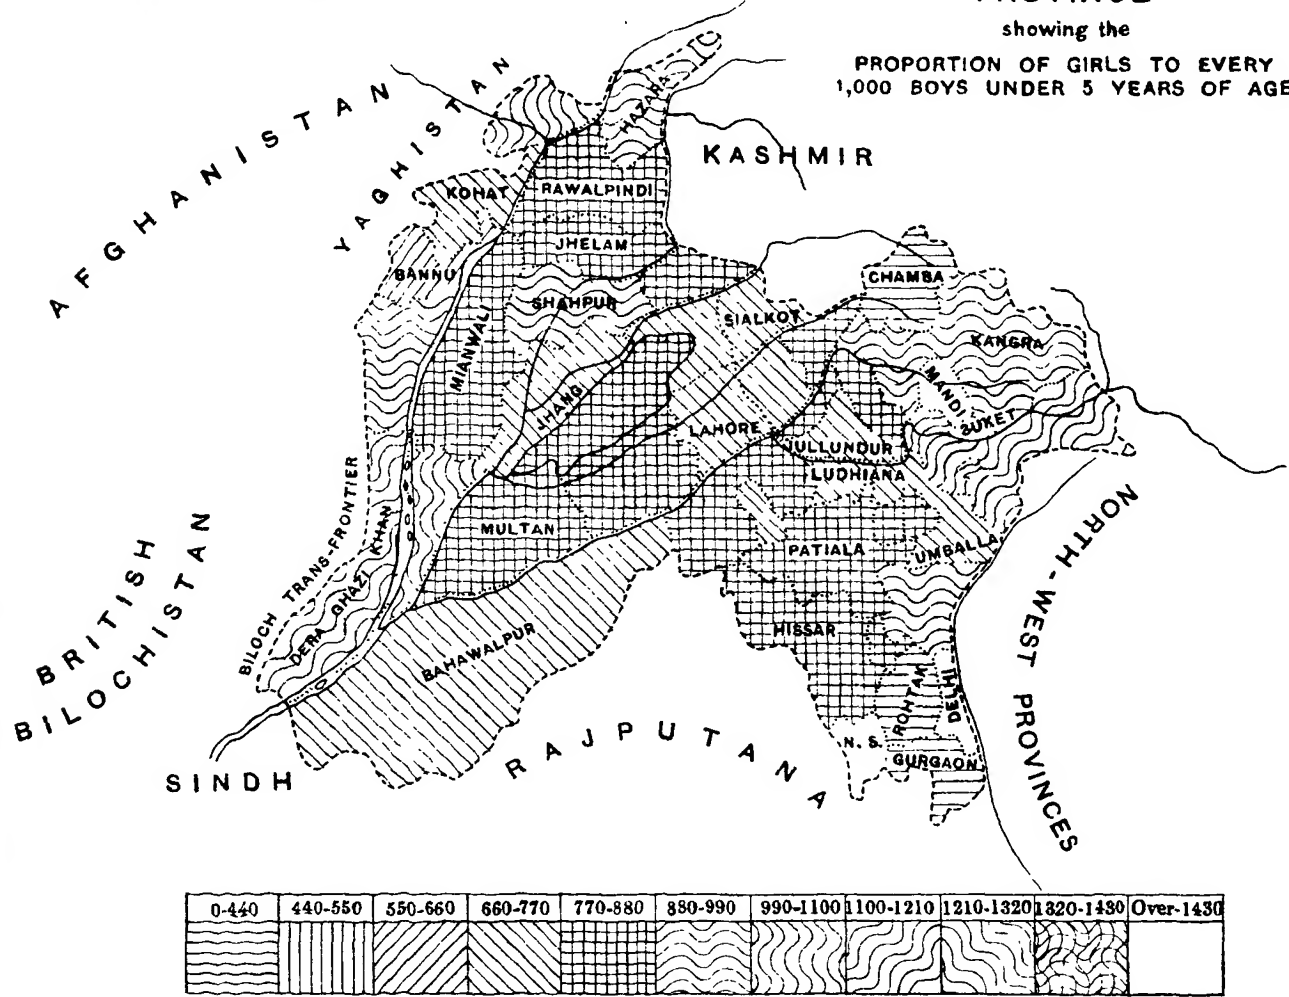 showing the
PROPORTION OF GIRLS TO EVERY
1,000 BOYS UNDER 5 YEARS OF AGE
AFGHANISTAN
YAGHISTAN
HAZARA
KASHMIR
KOHAT
RAWALPINDI
JHELAM
BANNU
CHAMBA
SHAHPUR
SIALKOT
MIANWALI
KANGRA
MANDI
SUKET
JHANG
LAHORE
JULLUNDUR
LUDHIANA
BRITISH
BILOCHISTAN
BILOCH TRANS-FRONTIER
DERA GHAZI KHAN
MULTAN
PATIALA
UMBALLA
NORTH-WEST PROVINCES
HISSAR
BAHAWALPUR
ROHTAK
DELHI
N. S.
GURGAON
RAJPUTANA
SINDH
0-440 440-550 550-660 660-770 770-880 880-990 990-1100 1100-1210 1210-1320 1320-1430 Over-1430